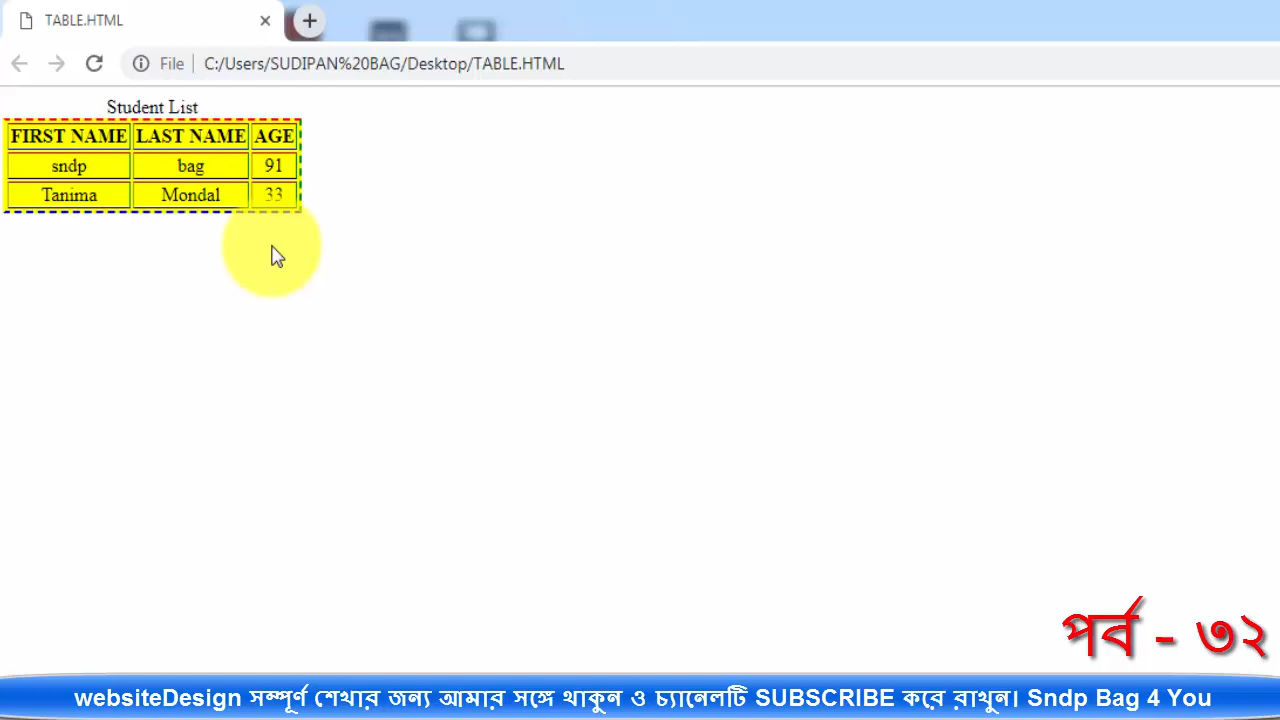 TABLE.HTML
File C:/Users/SUDIPAN%20BAG/Desktop/TABLE.HTML
Student List
FIRST NAME LAST NAME AGE
sndp bag 91
Tanima Mondal 33
পর্ব - ৩২
websiteDesign সম্পূর্ণ শেখার জন্য আমার সঙ্গে থাকুন ও চ্যানেলটি SUBSCRIBE করে রাখুন। Sndp Bag 4 You